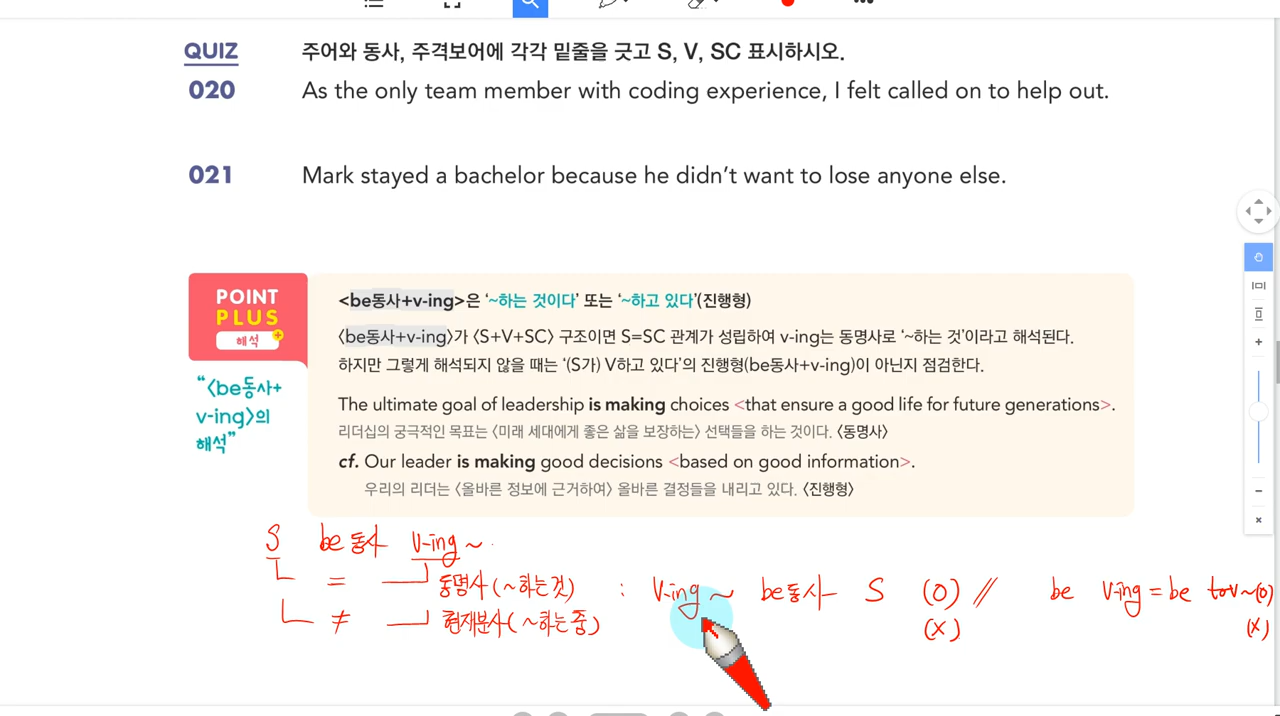 QUIZ 주어와 동사, 주격보어에 각각 밑줄을 긋고 S, V, SC 표시하시오.
020 As the only team member with coding experience, I felt called on to help out.
021 Mark stayed a bachelor because he didn't want to lose anyone else.
POINT
PLUS
해석
"<be동사+
v-ing>의
해석"
<be동사+v-ing>은 '~하는 것이다' 또는 '~하고 있다'(진행형)
<be동사+v-ing>가 <S+V+SC> 구조이면 S=SC 관계가 성립하여 v-ing는 동명사로 '~하는 것'이라고 해석된다.
하지만 그렇게 해석되지 않을 때는 '(S가) V하고 있다'의 진행형(be동사+v-ing)이 아닌지 점검한다.
The ultimate goal of leadership is making choices <that ensure a good life for future generations>.
리더십의 궁극적인 목표는 <미래 세대에게 좋은 삶을 보장하는> 선택들을 하는 것이다. <동명사>
cf. Our leader is making good decisions <based on good information>.
우리의 리더는 <올바른 정보에 근거하여> 올바른 결정들을 내리고 있다. <진행형>
S be동사 v-ing ~
= 동명사 (~하는 것) : v-ing ~ be동사 S (O) // be v-ing = be to v ~ (O)
≠ 현재분사 (~하는 중) (X) (X)